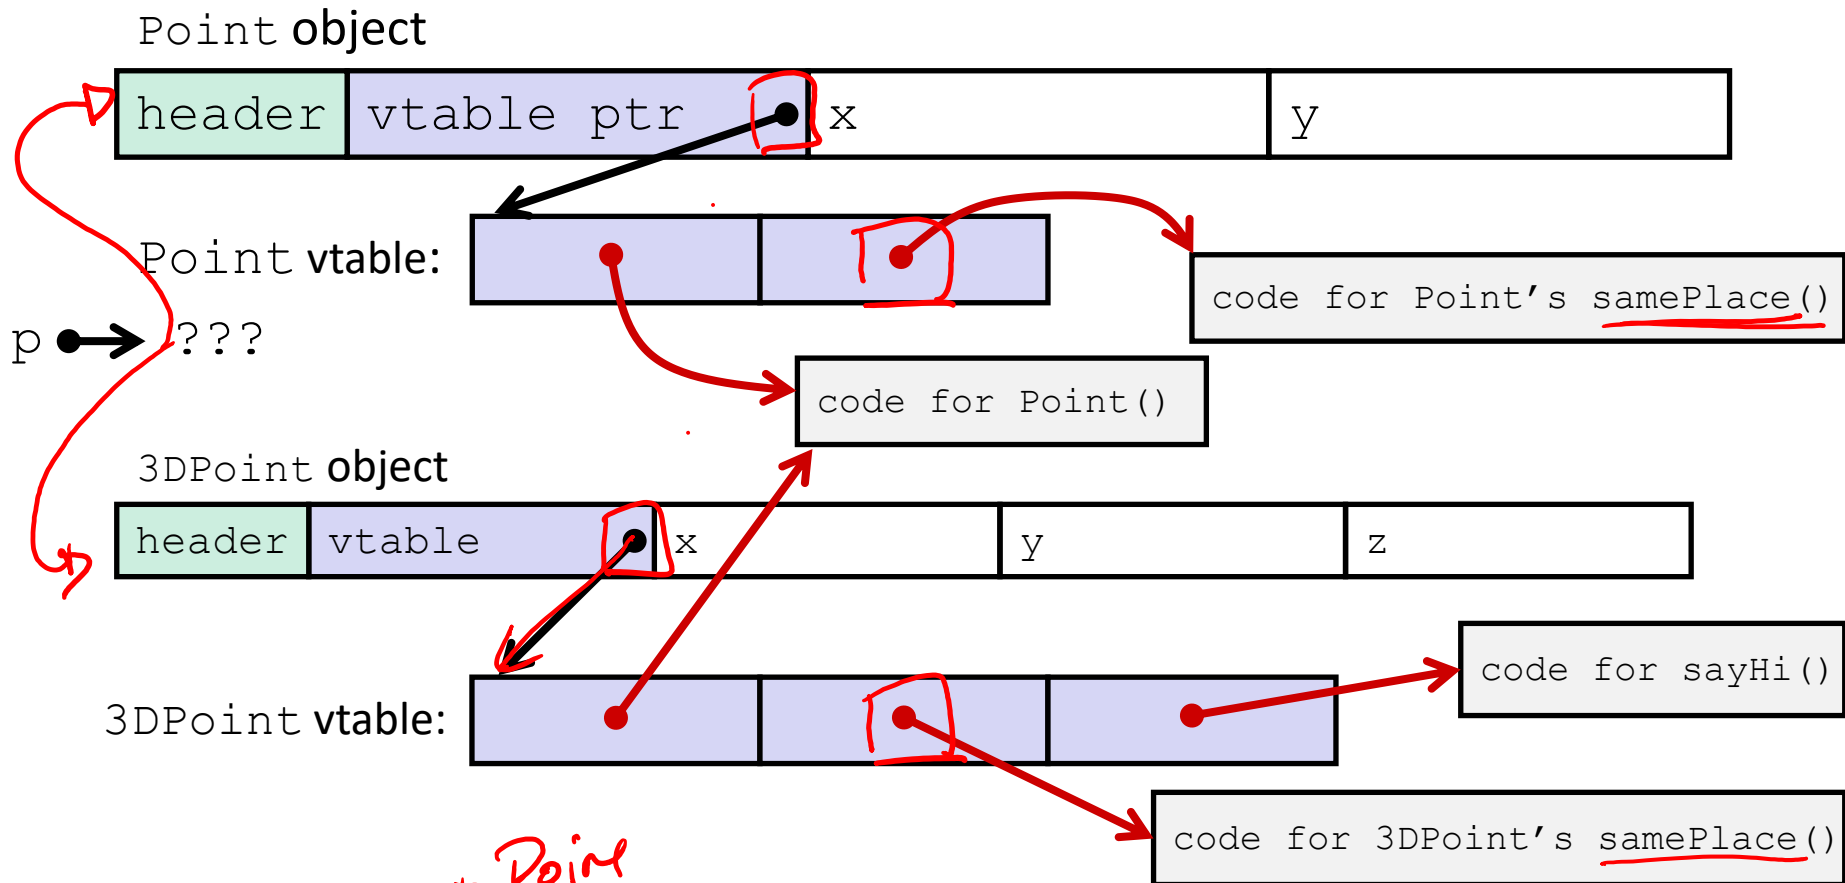 Point object
header vtable ptr x y
Point vtable:
code for Point's samePlace()
p ???
code for Point()
3DPoint object
header vtable x y z
code for sayHi()
3DPoint vtable:
code for 3DPoint's samePlace()
Point